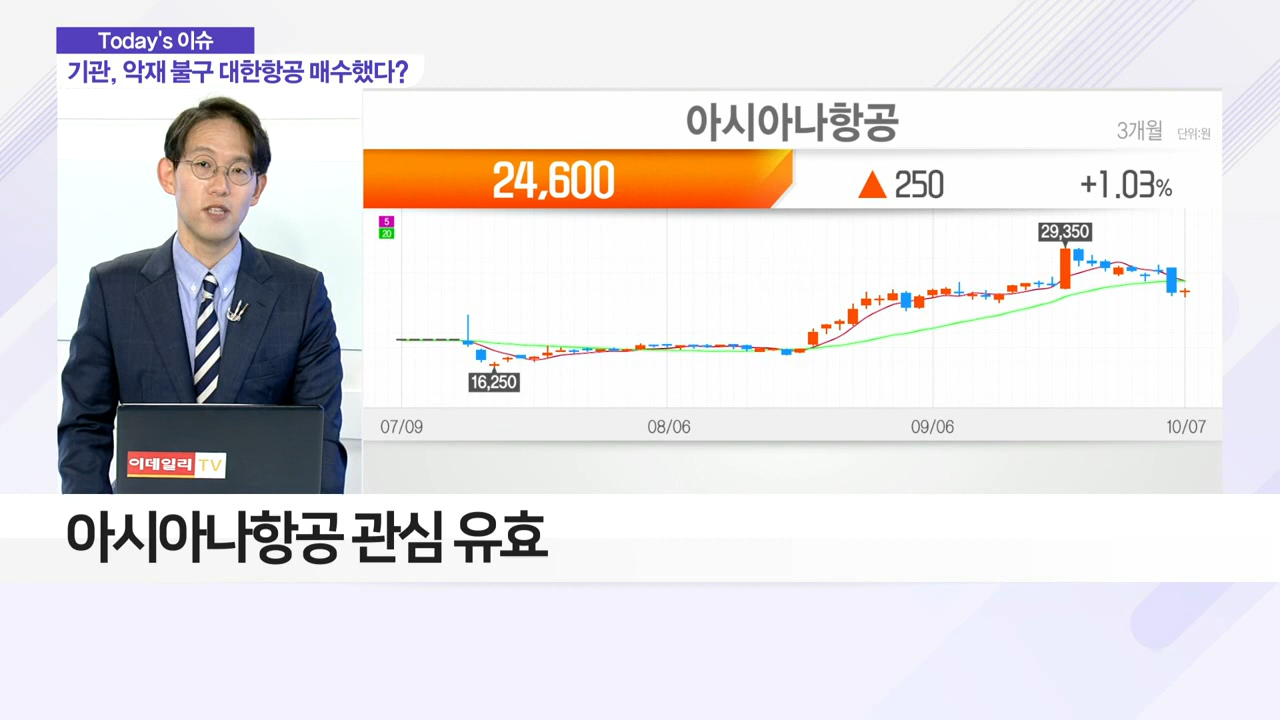 Today's 이슈
기관, 악재 불구 대한항공 매수했다?
아시아나항공
3개월 단위:원
24,600 ▲ 250 +1.03%
5
20
29,350
16,250
07/09 08/06 09/06 10/07
이데일리 TV
아시아나항공 관심 유효